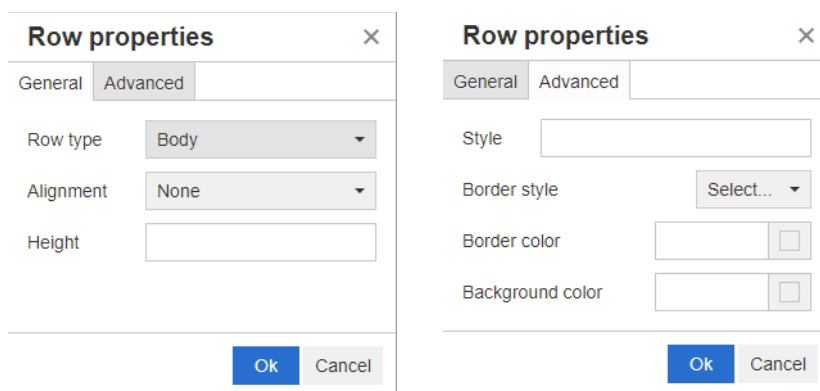 Row properties ×
General Advanced
Row type Body
Alignment None
Height
Ok Cancel
Row properties ×
General Advanced
Style
Border style Select...
Border color
Background color
Ok Cancel